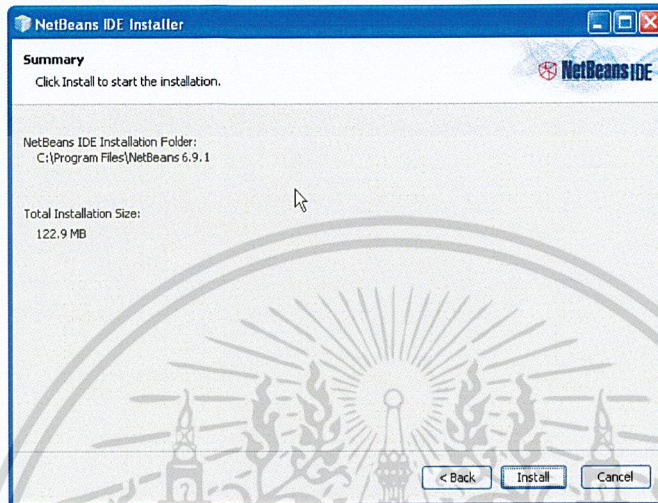 NetBeans IDE Installer
Summary
Click Install to start the installation.
NetBeans IDE
NetBeans IDE Installation Folder:
C:\Program Files\NetBeans 6.9.1
Total Installation Size:
122.9 MB
< Back Install Cancel